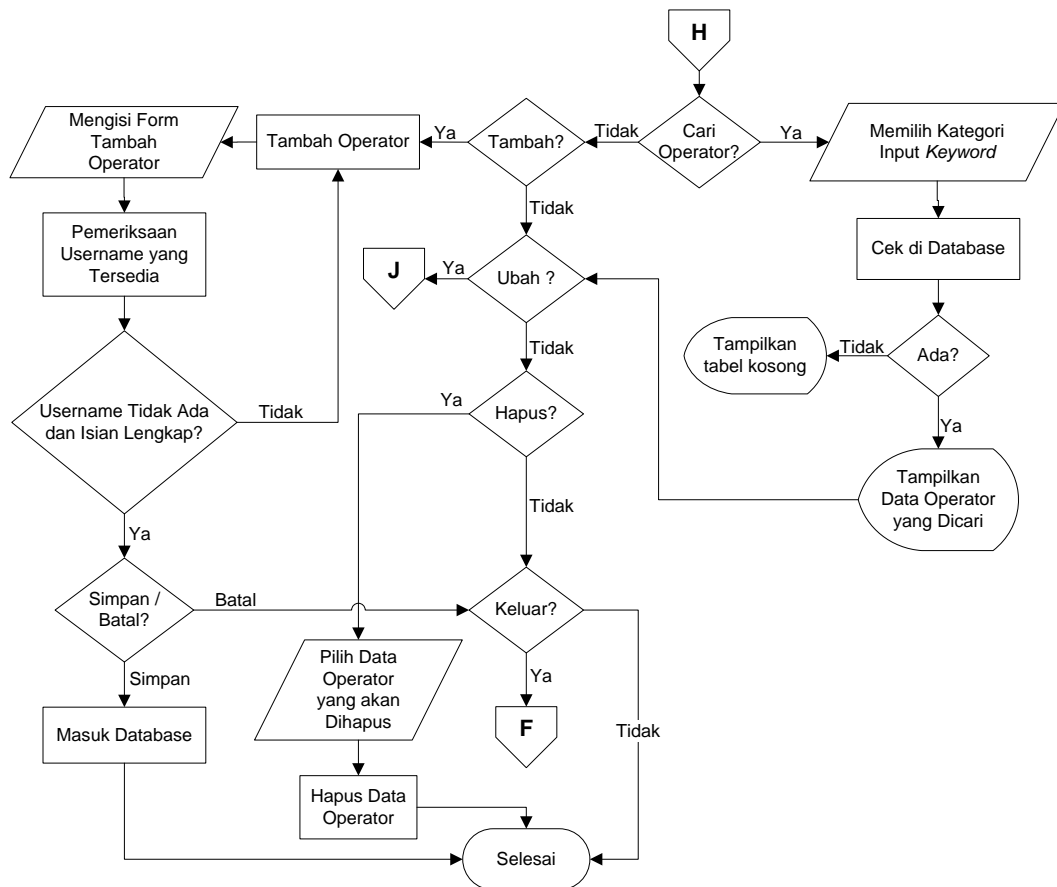 H
Cari
Operator?
Ya
Memilih Kategori
Input Keyword
Cek di Database
Ada?
Tidak
Tampilkan
tabel kosong
Ya
Tampilkan
Data Operator
yang Dicari
Tidak
Tambah?
Ya
Tambah Operator
Mengisi Form
Tambah
Operator
Pemeriksaan
Username yang
Tersedia
Username Tidak Ada
dan Isian Lengkap?
Tidak
Ya
Simpan /
Batal?
Batal
Simpan
Masuk Database
Tidak
Ubah ?
Ya
J
Tidak
Hapus?
Ya
Pilih Data
Operator
yang akan
Dihapus
Hapus Data
Operator
Tidak
Keluar?
Ya
F
Tidak
Selesai